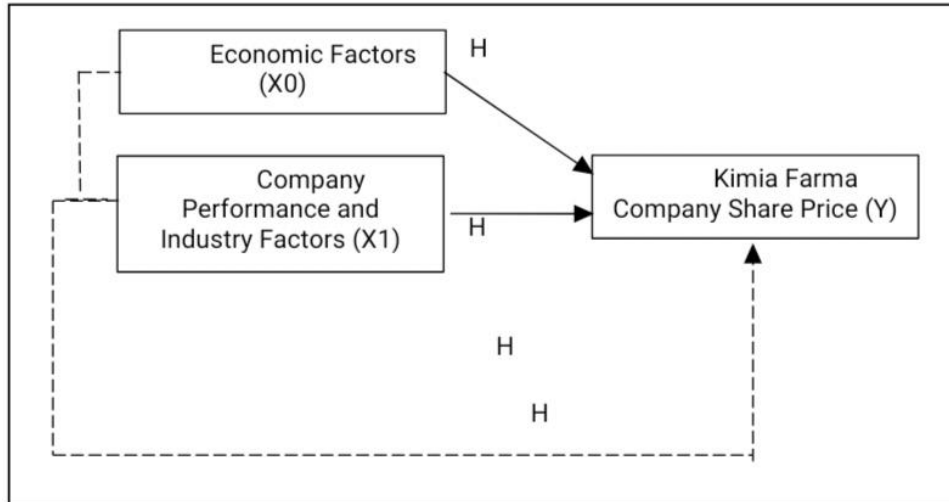 Economic Factors
(X0)
H
Company
Performance and
Industry Factors (X1)
H
Kimia Farma
Company Share Price (Y)
H
H